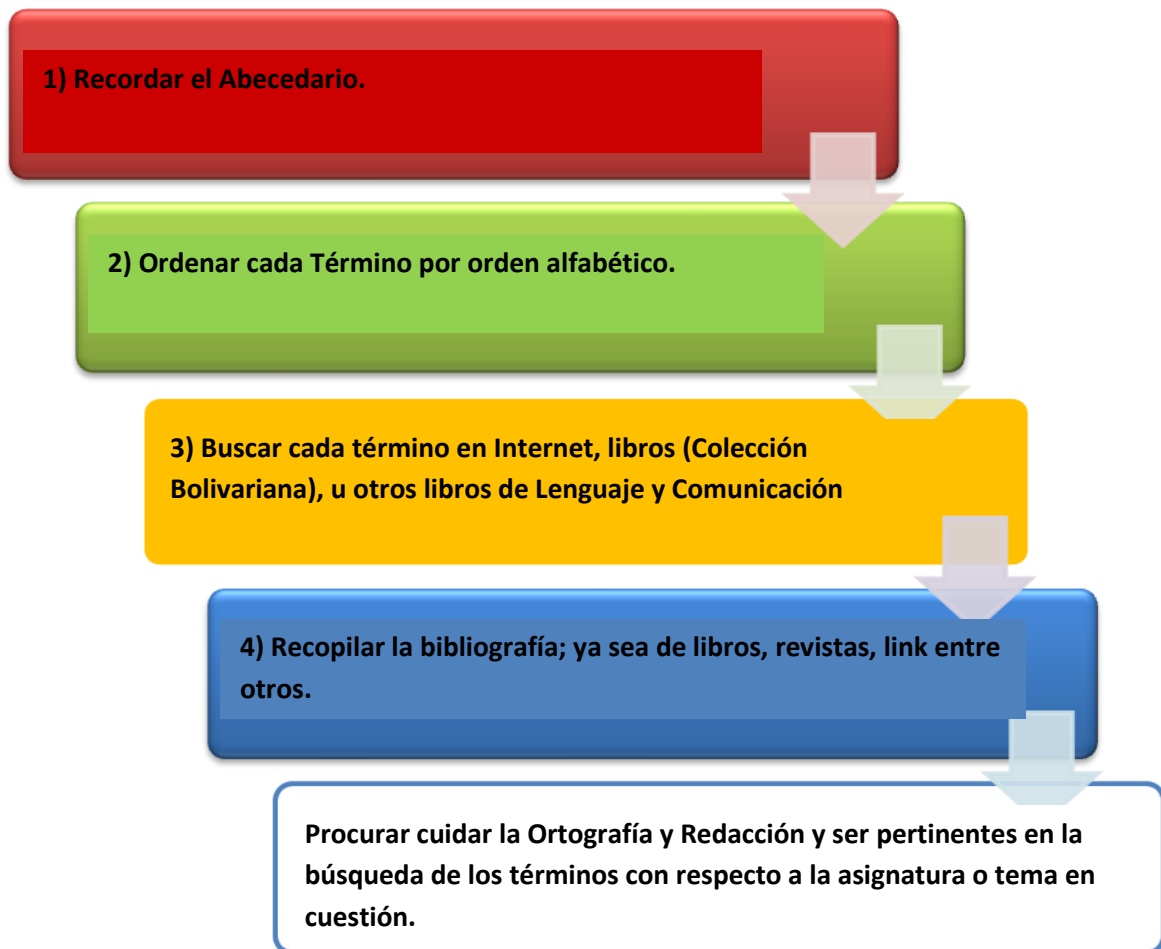 1) Recordar el Abecedario.
2) Ordenar cada Término por orden alfabético.
3) Buscar cada término en Internet, libros (Colección
Bolivariana), u otros libros de Lenguaje y Comunicación
4) Recopilar la bibliografía; ya sea de libros, revistas, link entre
otros.
Procurar cuidar la Ortografía y Redacción y ser pertinentes en la
búsqueda de los términos con respecto a la asignatura o tema en
cuestión.